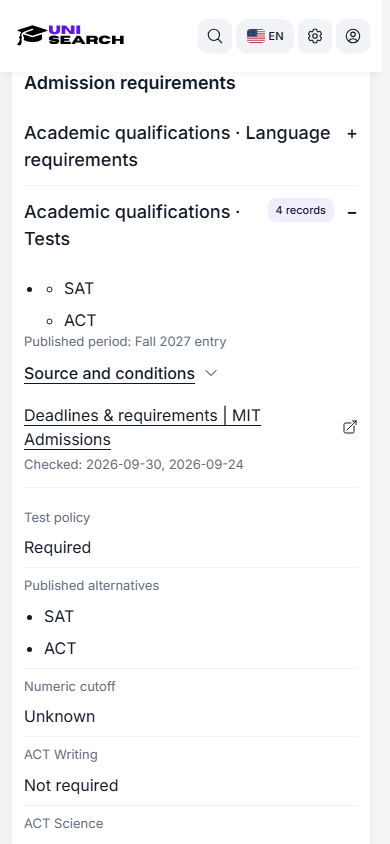 UNI
SEARCH
EN
Admission requirements
Academic qualifications · Language
requirements
+
Academic qualifications ·
Tests
4 records
−
SAT
ACT
Published period: Fall 2027 entry
Source and conditions
Deadlines & requirements | MIT
Admissions
Checked: 2026-09-30, 2026-09-24
Test policy
Required
Published alternatives
SAT
ACT
Numeric cutoff
Unknown
ACT Writing
Not required
ACT Science